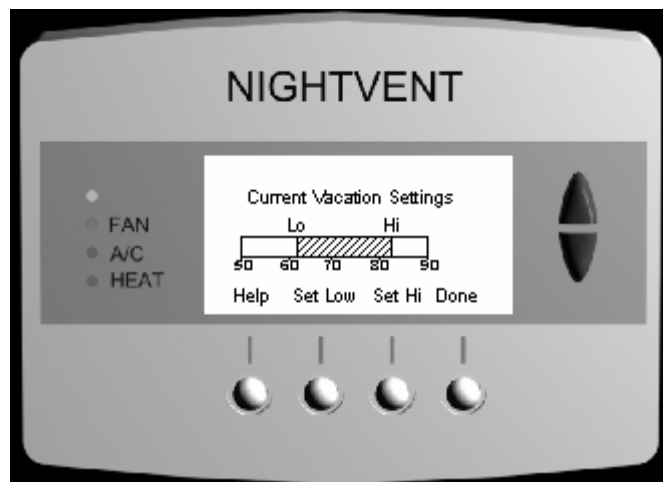 NIGHTVENT
Current Vacation Settings
Lo Hi
50 60 70 80 90
Help Set Low Set Hi Done
FAN
A/C
HEAT